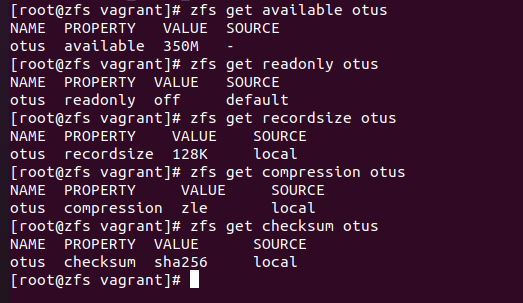 [root@zfs vagrant]# zfs get available otus
NAME  PROPERTY   VALUE  SOURCE
otus  available  350M   -
[root@zfs vagrant]# zfs get readonly otus
NAME  PROPERTY  VALUE   SOURCE
otus  readonly  off     default
[root@zfs vagrant]# zfs get recordsize otus
NAME  PROPERTY    VALUE    SOURCE
otus  recordsize  128K     local
[root@zfs vagrant]# zfs get compression otus
NAME  PROPERTY     VALUE     SOURCE
otus  compression  zle       local
[root@zfs vagrant]# zfs get checksum otus
NAME  PROPERTY  VALUE      SOURCE
otus  checksum  sha256     local
[root@zfs vagrant]#